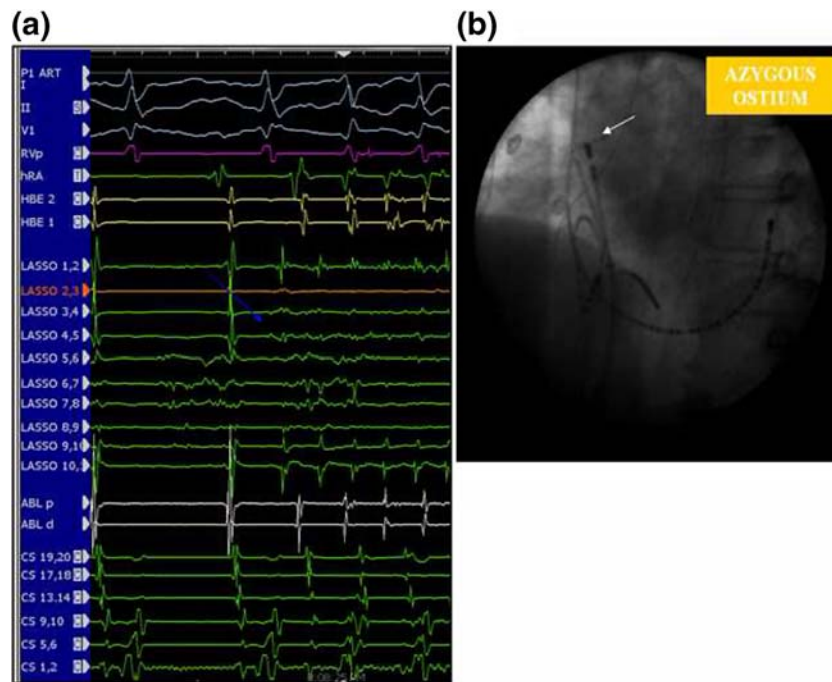 (a)
P1 ART
I
II
V1
RVp
hRA
HBE 2
HBE 1
LASSO 1,2
LASSO 2,3
LASSO 3,4
LASSO 4,5
LASSO 5,6
LASSO 6,7
LASSO 7,8
LASSO 8,9
LASSO 9,10
LASSO 10,
ABL p
ABL d
CS 19,20
CS 17,18
CS 13.14
CS 9,10
CS 5,6
CS 1,2
(b)
AZYGOUS
OSTIUM